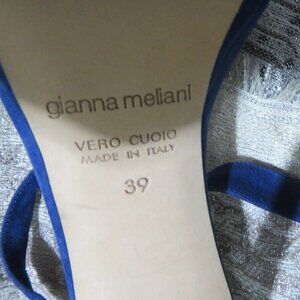 gianna meliani
VERO CUOIO
MADE IN ITALY
39